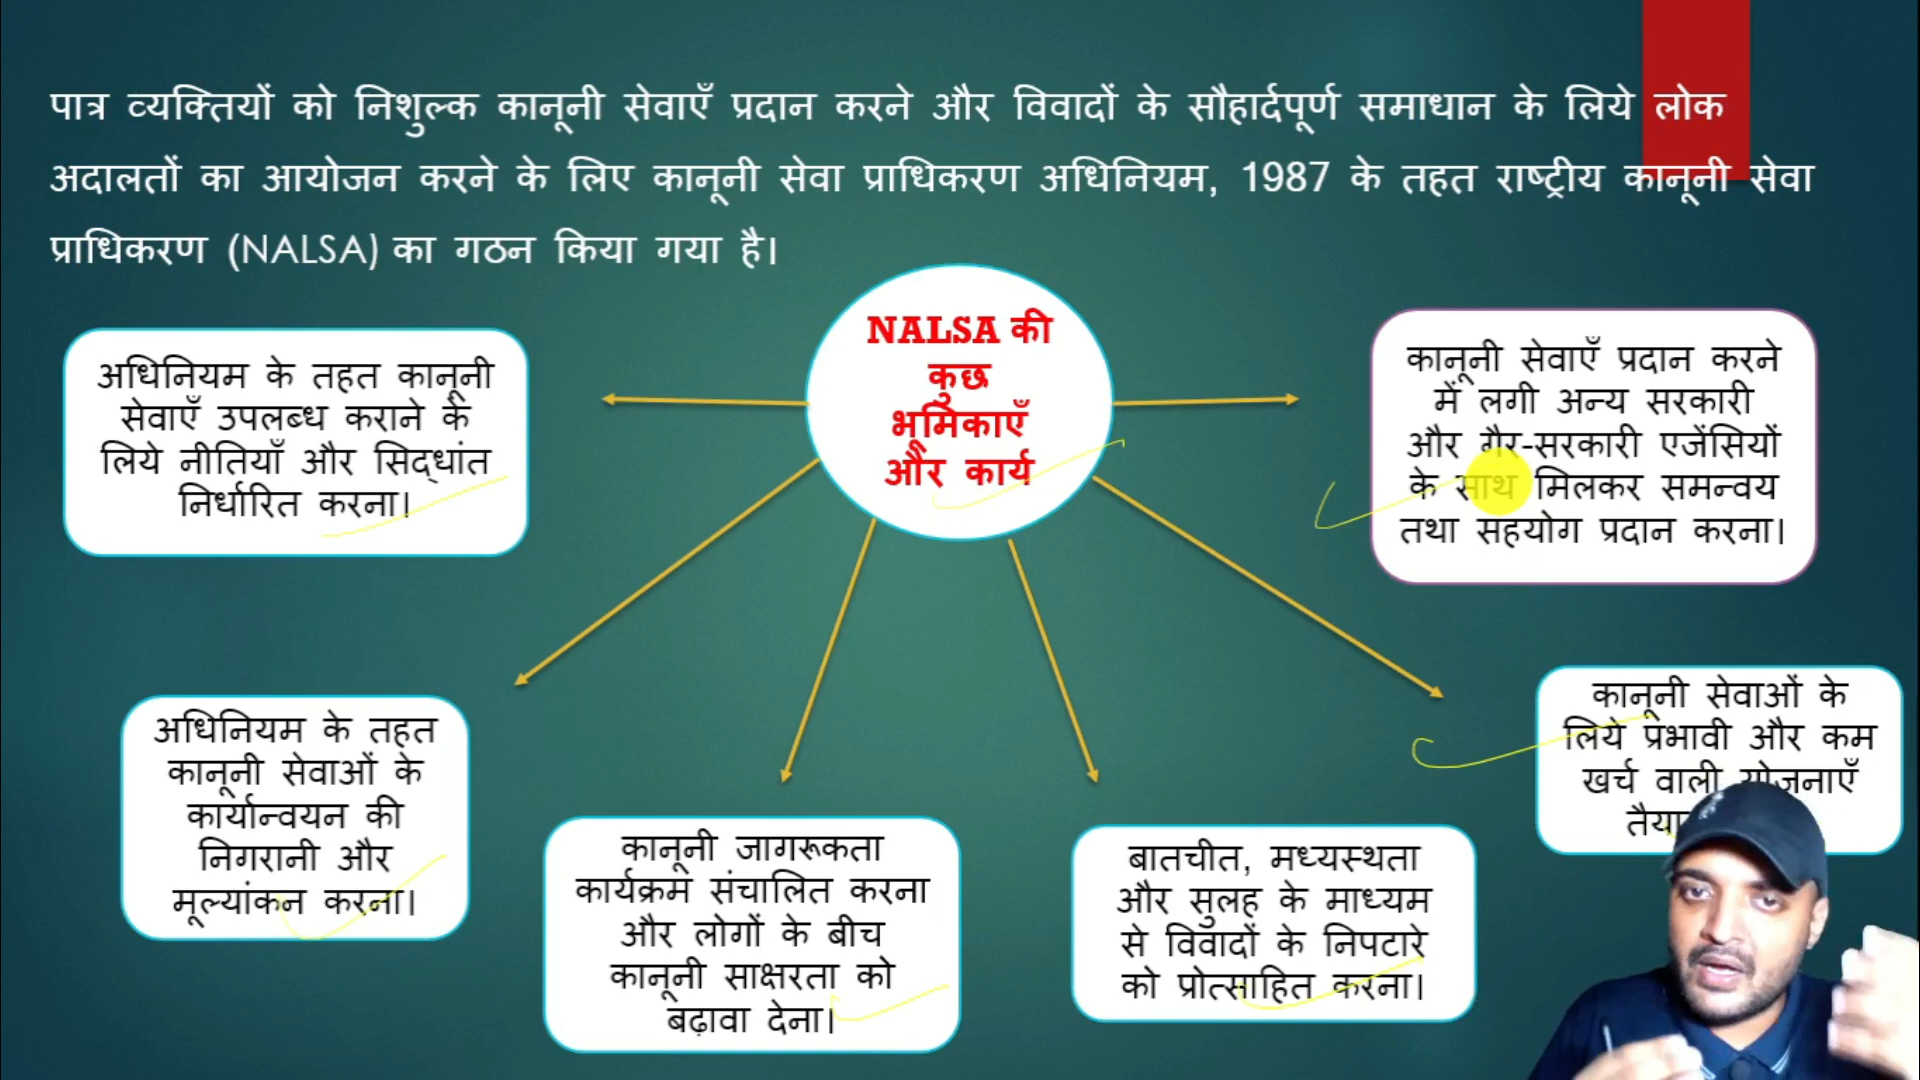 पात्र व्यक्तियों को निशुल्क कानूनी सेवाएँ प्रदान करने और विवादों के सौहार्दपूर्ण समाधान के लिये लोक
अदालतों का आयोजन करने के लिए कानूनी सेवा प्राधिकरण अधिनियम, 1987 के तहत राष्ट्रीय कानूनी सेवा
प्राधिकरण (NALSA) का गठन किया गया है।
NALSA की
कुछ
भूमिकाएँ
और कार्य
अधिनियम के तहत कानूनी
सेवाएँ उपलब्ध कराने के
लिये नीतियाँ और सिद्धांत
निर्धारित करना।
कानूनी सेवाएँ प्रदान करने
में लगी अन्य सरकारी
और गैर-सरकारी एजेंसियों
के साथ मिलकर समन्वय
तथा सहयोग प्रदान करना।
अधिनियम के तहत
कानूनी सेवाओं के
कार्यान्वयन की
निगरानी और
मूल्यांकन करना।
कानूनी जागरूकता
कार्यक्रम संचालित करना
और लोगों के बीच
कानूनी साक्षरता को
बढ़ावा देना।
बातचीत, मध्यस्थता
और सुलह के माध्यम
से विवादों के निपटारे
को प्रोत्साहित करना।
कानूनी सेवाओं के
लिये प्रभावी और कम
खर्च वाली योजनाएँ